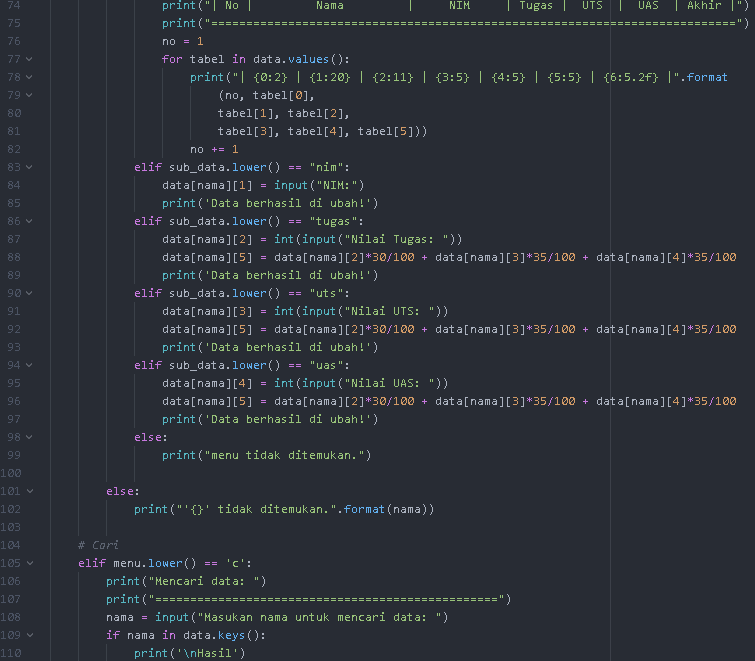 74 print("| No | Nama | NIM | Tugas | UTS | UAS | Akhir |")
75 print("===========================================================================")
76 no = 1
77 for tabel in data.values():
78 print("| {0:2} | {1:20} | {2:11} | {3:5} | {4:5} | {5:5} | {6:5.2f} |".format
79 (no, tabel[0],
80 tabel[1], tabel[2],
81 tabel[3], tabel[4], tabel[5]))
82 no += 1
83 elif sub_data.lower() == "nim":
84 data[nama][1] = input("NIM:")
85 print('Data berhasil di ubah!')
86 elif sub_data.lower() == "tugas":
87 data[nama][2] = int(input("Nilai Tugas: "))
88 data[nama][5] = data[nama][2]*30/100 + data[nama][3]*35/100 + data[nama][4]*35/100
89 print('Data berhasil di ubah!')
90 elif sub_data.lower() == "uts":
91 data[nama][3] = int(input("Nilai UTS: "))
92 data[nama][5] = data[nama][2]*30/100 + data[nama][3]*35/100 + data[nama][4]*35/100
93 print('Data berhasil di ubah!')
94 elif sub_data.lower() == "uas":
95 data[nama][4] = int(input("Nilai UAS: "))
96 data[nama][5] = data[nama][2]*30/100 + data[nama][3]*35/100 + data[nama][4]*35/100
97 print('Data berhasil di ubah!')
98 else:
99 print("menu tidak ditemukan.")
100
101 else:
102 print("'{}' tidak ditemukan.".format(nama))
103
104 # Cari
105 elif menu.lower() == 'c':
106 print("Mencari data: ")
107 print("=================================================")
108 nama = input("Masukan nama untuk mencari data: ")
109 if nama in data.keys():
110 print('\nHasil')